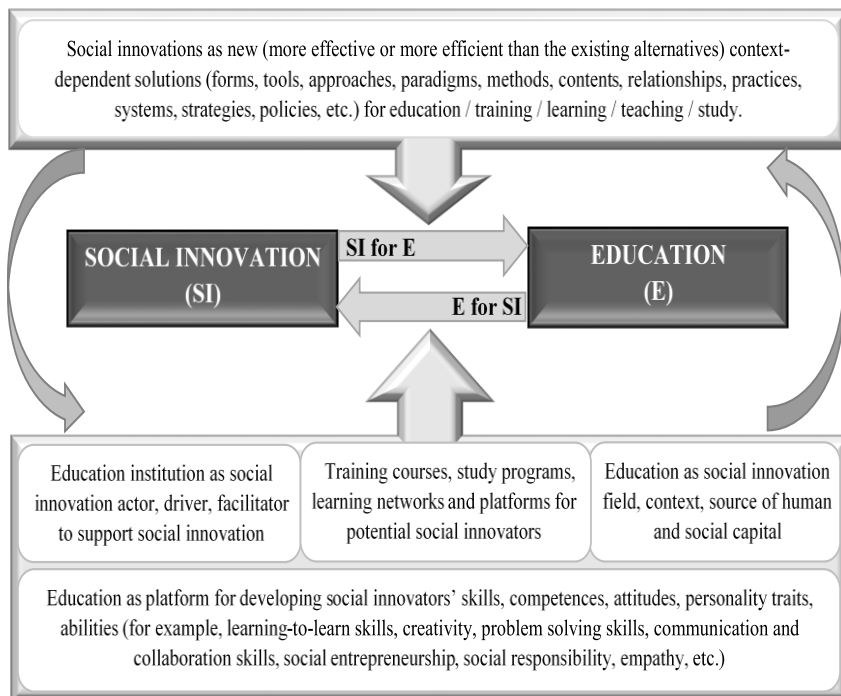 Social innovations as new (more effective or more efficient than the existing alternatives) context-
dependent solutions (forms, tools, approaches, paradigms, methods, contents, relationships, practices,
systems, strategies, policies, etc.) for education / training / learning / teaching / study.
SOCIAL INNOVATION
(SI)
SI for E
E for SI
EDUCATION
(E)
Education institution as social
innovation actor, driver, facilitator
to support social innovation
Training courses, study programs,
learning networks and platforms for
potential social innovators
Education as social innovation
field, context, source of human
and social capital
Education as platform for developing social innovators’ skills, competences, attitudes, personality traits,
abilities (for example, learning-to-learn skills, creativity, problem solving skills, communication and
collaboration skills, social entrepreneurship, social responsibility, empathy, etc.)